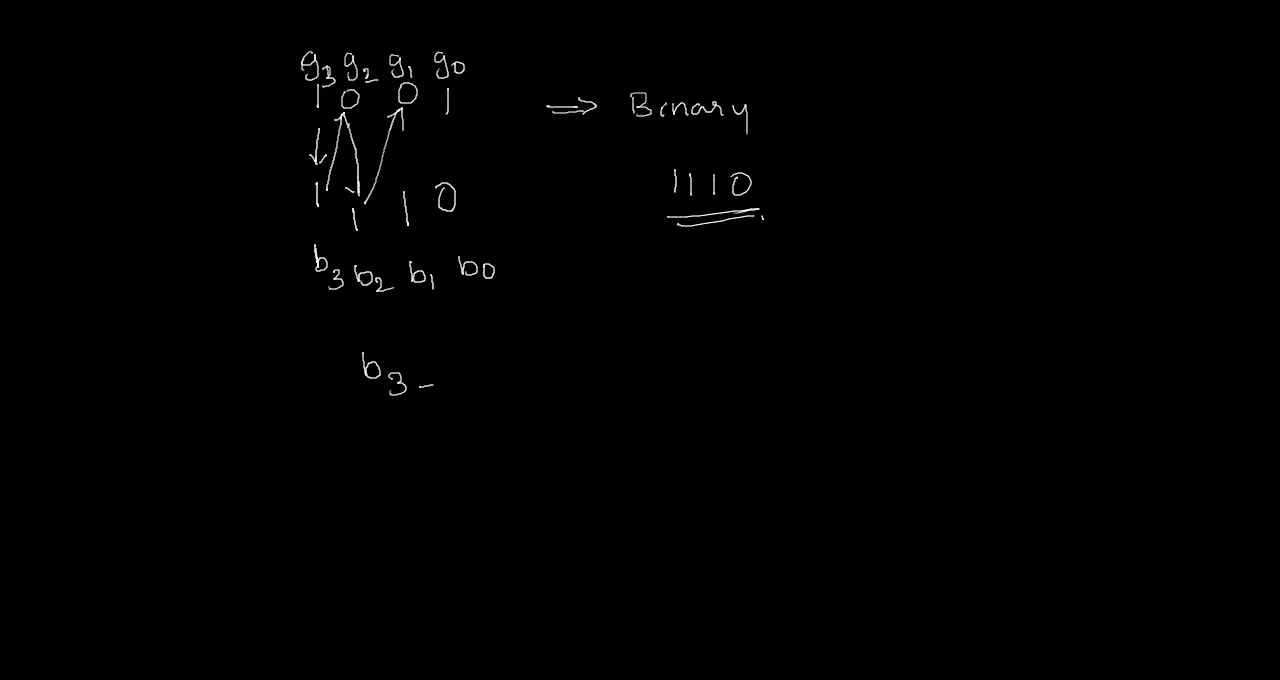 g3 g2 g1 g0
1 0 0 1 ⇒ Binary
1 1 1 0 1110
b3 b2 b1 b0
b3 -